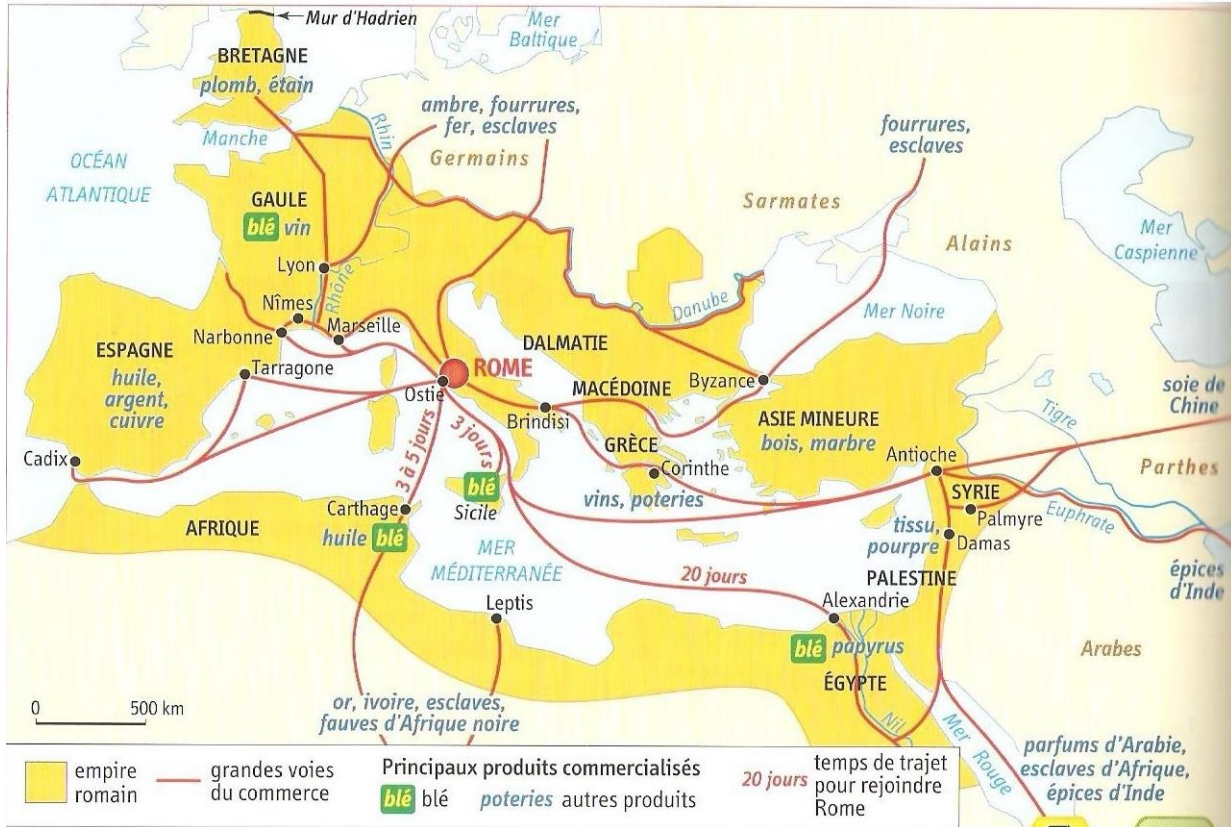 Mur d'Hadrien
Mer
Baltique
BRETAGNE
plomb, étain
ambre, fourrures,
fer, esclaves
fourrures,
esclaves
Manche
Rhin
Germains
OCÉAN
ATLANTIQUE
GAULE
blé vin
Sarmates
Alains
Mer
Caspienne
Lyon
Rhône
Danube
Mer Noire
Nîmes
Marseille
Narbonne
ESPAGNE
huile,
argent,
cuivre
Tarragone
ROME
Ostie
DALMATIE
MACÉDOINE
Byzance
Brindisi
ASIE MINEURE
bois, marbre
soie de
Chine
Tigre
GRÈCE
Corinthe
Antioche
Parthes
Cadix
3 à 5 jours
3 jours
blé
Sicile
vins, poteries
SYRIE
Palmyre
Euphrate
AFRIQUE
Carthage
huile blé
tissu,
pourpre
Damas
MER
MÉDITERRANÉE
20 jours
PALESTINE
épices
d'Inde
Leptis
Alexandrie
blé papyrus
Arabes
ÉGYPTE
Nil
Mer Rouge
or, ivoire, esclaves,
fauves d'Afrique noire
parfums d'Arabie,
esclaves d'Afrique,
épices d'Inde
0 500 km
empire
romain
grandes voies
du commerce
Principaux produits commercialisés
blé blé poteries autres produits
20 jours
temps de trajet
pour rejoindre
Rome